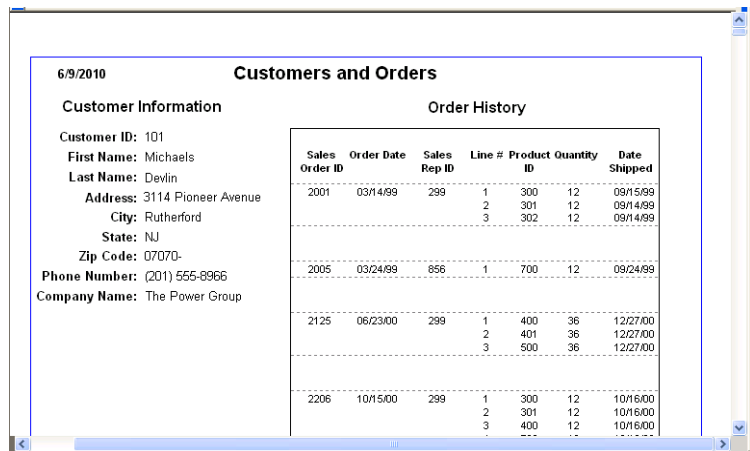 6/9/2010 Customers and Orders
Customer Information
Customer ID: 101
First Name: Michaels
Last Name: Devlin
Address: 3114 Pioneer Avenue
City: Rutherford
State: NJ
Zip Code: 07070-
Phone Number: (201) 555-8966
Company Name: The Power Group
Order History
Sales Order ID Order Date Sales Rep ID Line # Product ID Quantity Date Shipped
2001 03/14/99 299 1 300 12 09/15/99
2 301 12 09/14/99
3 302 12 09/14/99
2005 03/24/99 856 1 700 12 09/24/99
2125 06/23/00 299 1 400 36 12/27/00
2 401 36 12/27/00
3 500 36 12/27/00
2206 10/15/00 299 1 300 12 10/16/00
2 301 12 10/16/00
3 400 12 10/16/00